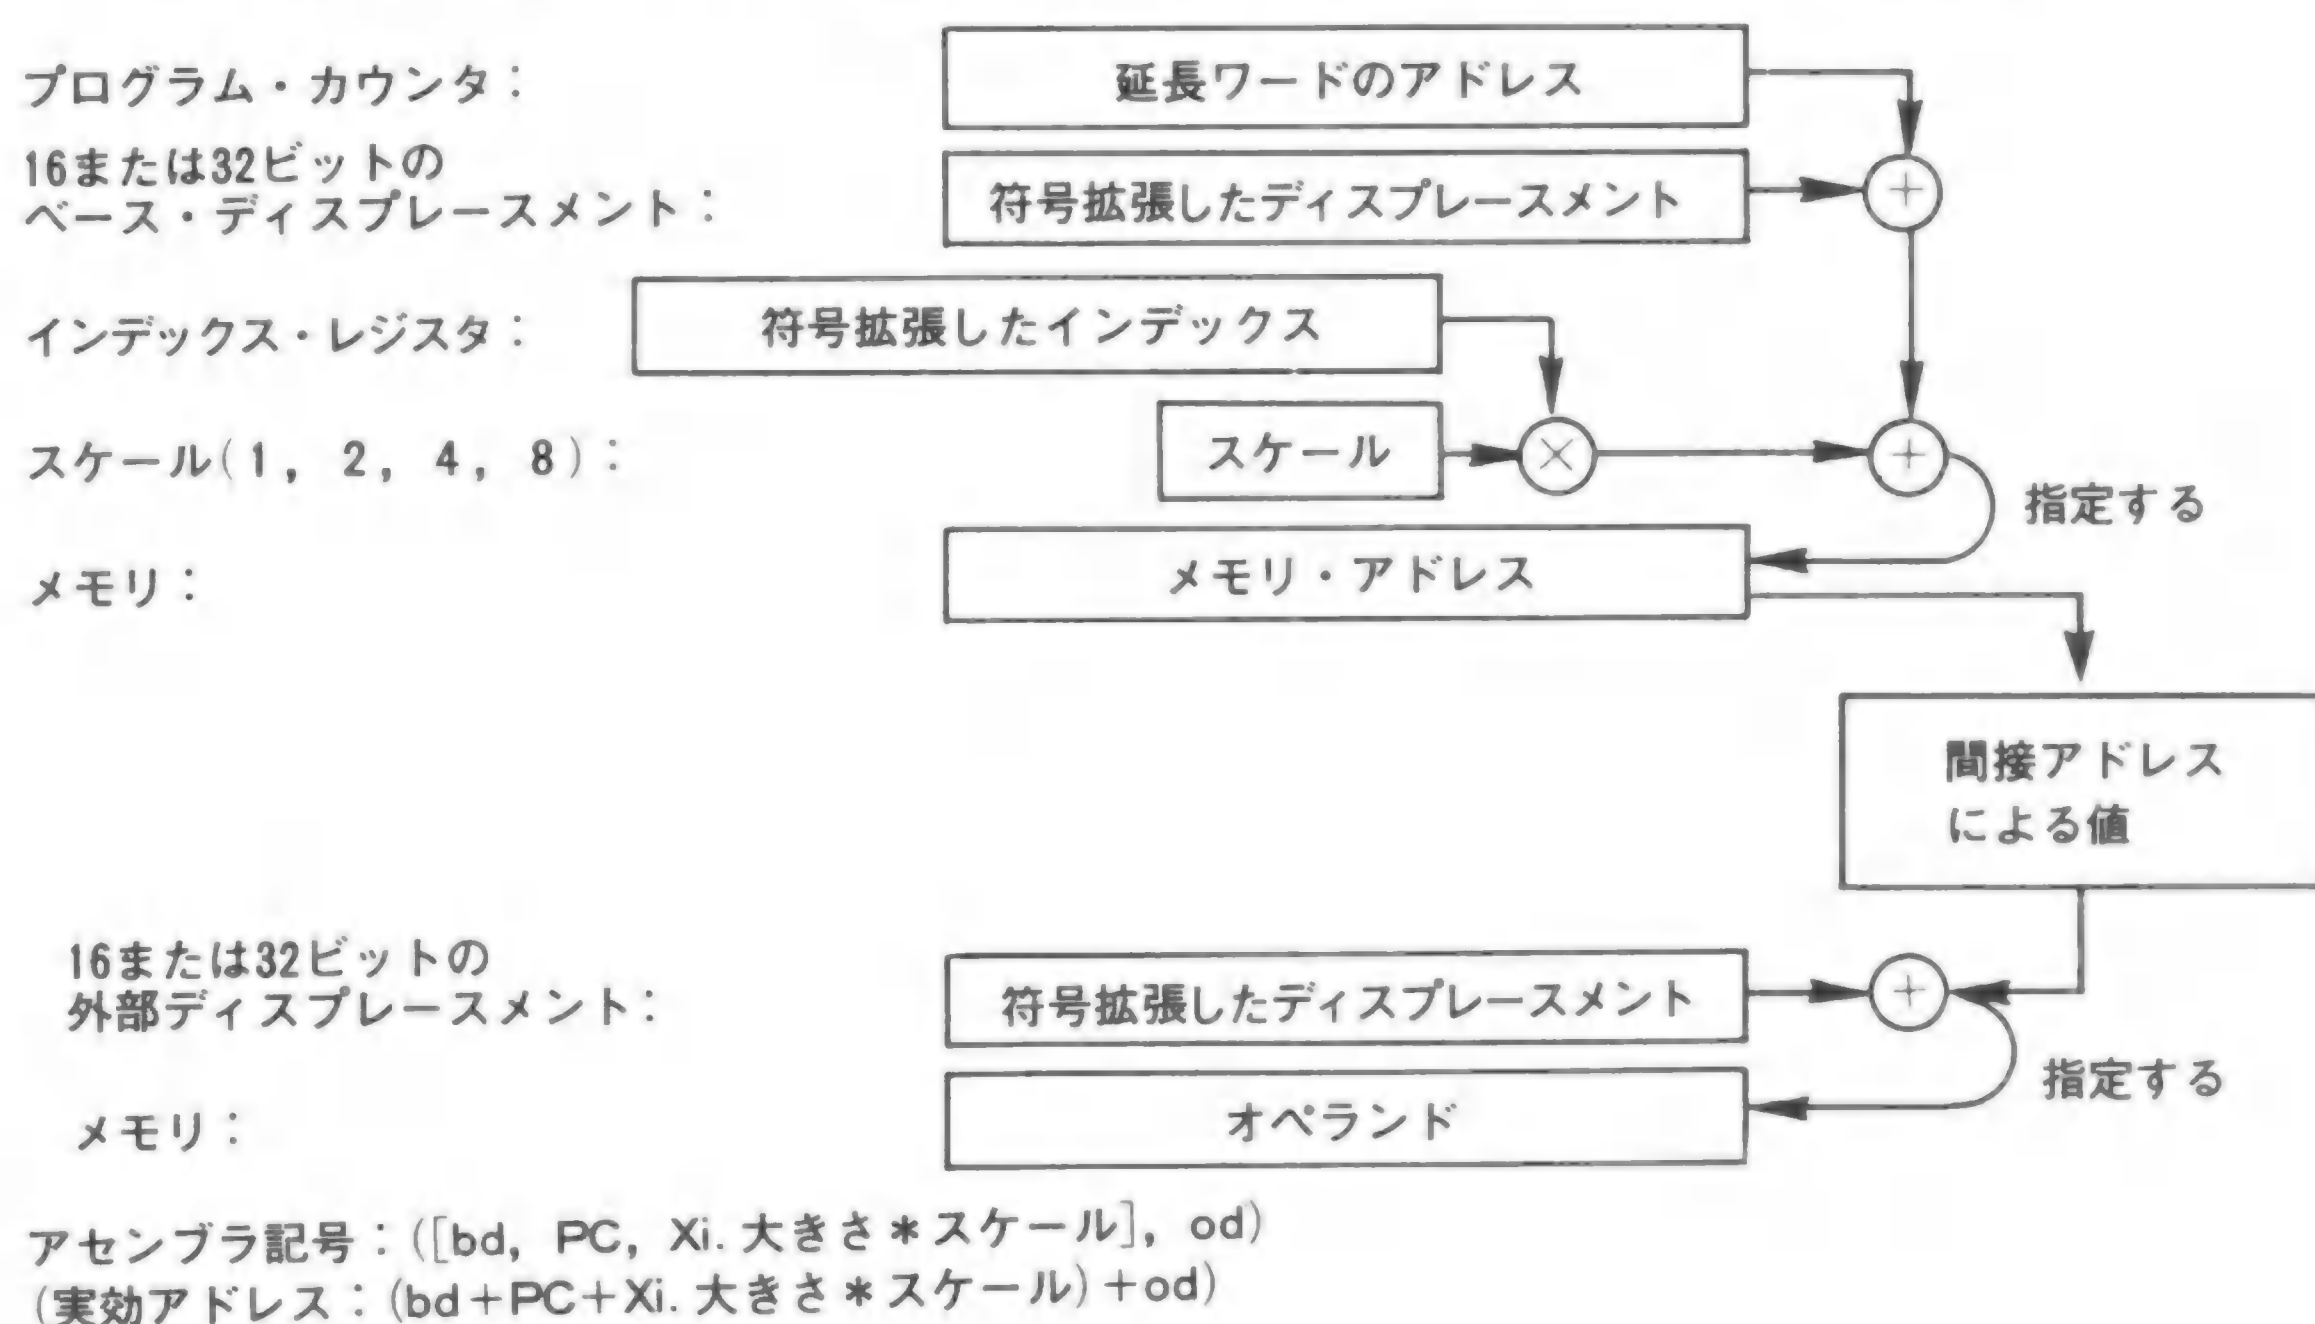 プログラム・カウンタ：
延長ワードのアドレス
16または32ビットの
ベース・ディスプレースメント：
符号拡張したディスプレースメント
＋
インデックス・レジスタ：
符号拡張したインデックス
スケール(1, 2, 4, 8)：
スケール
×
＋
指定する
メモリ：
メモリ・アドレス
間接アドレス
による値
16または32ビットの
外部ディスプレースメント：
符号拡張したディスプレースメント
＋
指定する
メモリ：
オペランド
アセンブラ記号：([bd, PC, Xi. 大きさ＊スケール], od)
(実効アドレス：(bd＋PC＋Xi. 大きさ＊スケール)＋od)